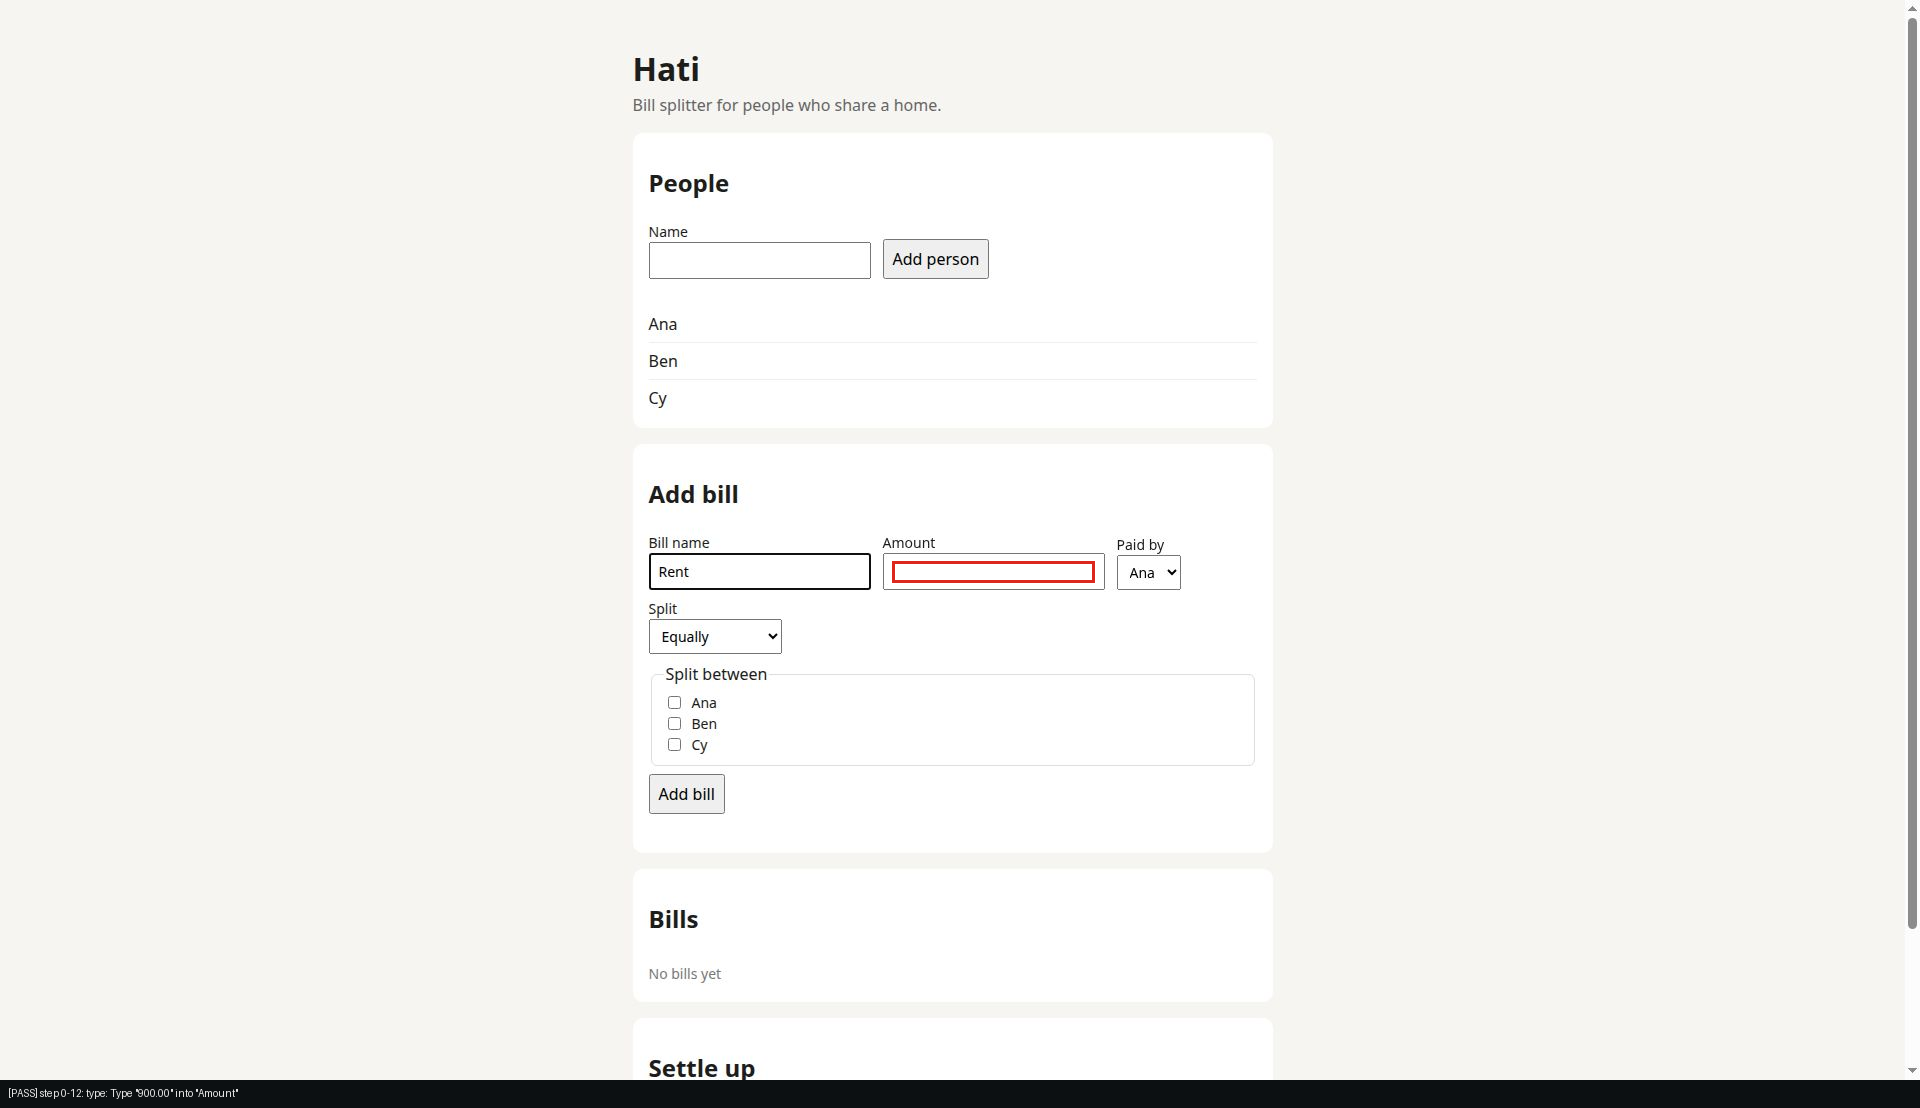 Hati
Bill splitter for people who share a home.
People
Name
Add person
Ana
Ben
Cy
Add bill
Bill name
Amount
Paid by
Rent
Ana
Split
Equally
Split between
Ana
Ben
Cy
Add bill
Bills
No bills yet
Settle up
[PASS] step 0-12: type: Type "900.00" into "Amount"